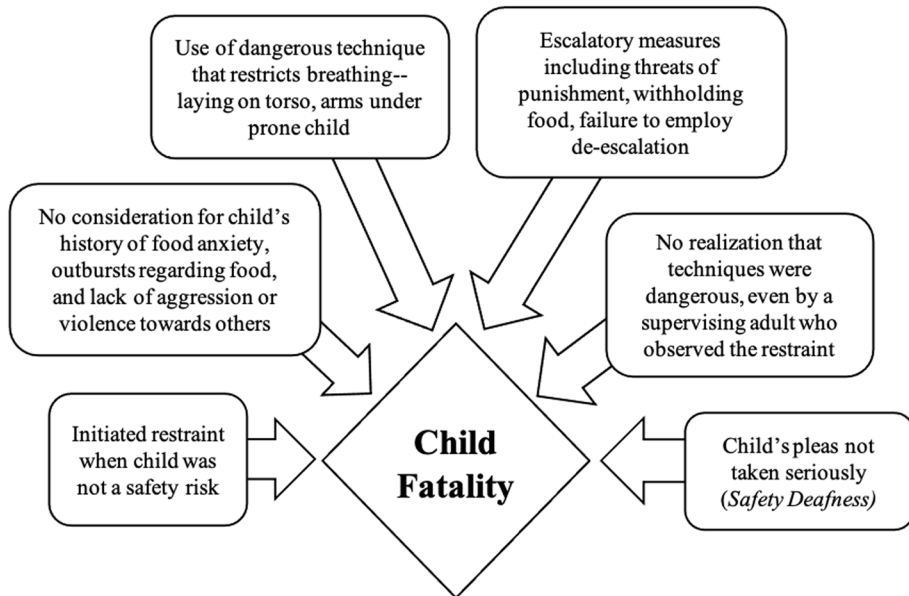 Use of dangerous technique
that restricts breathing--
laying on torso, arms under
prone child
Escalatory measures
including threats of
punishment, withholding
food, failure to employ
de-escalation
No consideration for child’s
history of food anxiety,
outbursts regarding food,
and lack of aggression or
violence towards others
No realization that
techniques were
dangerous, even by a
supervising adult who
observed the restraint
Initiated restraint
when child was
not a safety risk
Child
Fatality
Child’s pleas not
taken seriously
(Safety Deafness)